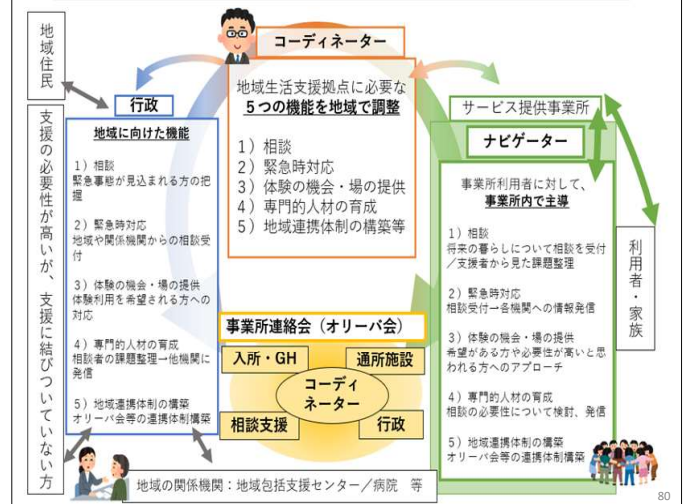 地域住民
コーディネーター
地域生活支援拠点に必要な
５つの機能を地域で調整
１）相談
２）緊急時対応
３）体験の機会・場の提供
４）専門的人材の育成
５）地域連携体制の構築等
支援の必要性が高いが、支援に結びついていない方
行政
地域に向けた機能
１）相談
緊急事態が見込まれる方の把
握
２）緊急時対応
地域や関係機関からの相談受
付
３）体験の機会・場の提供
体験利用を希望される方への
対応
４）専門的人材の育成
相談者の課題整理→他機関に
発信
５）地域連携体制の構築
オリーバ会等の連携体制構築
サービス提供事業所
ナビゲーター
事業所利用者に対して、
事業所内で主導
１）相談
将来の暮らしについて相談を受付
／支援者から見た課題整理
２）緊急時対応
相談受付→各機関への情報発信
３）体験の機会・場の提供
希望がある方や必要性が高いと思
われる方へのアプローチ
４）専門的人材の育成
相談の必要性について検討、発信
５）地域連携体制の構築
オリーバ会等の連携体制構築
利用者・家族
事業所連絡会（オリーバ会）
入所・GH
通所施設
コーディ
ネーター
相談支援
行政
地域の関係機関：地域包括支援センター／病院　等
80